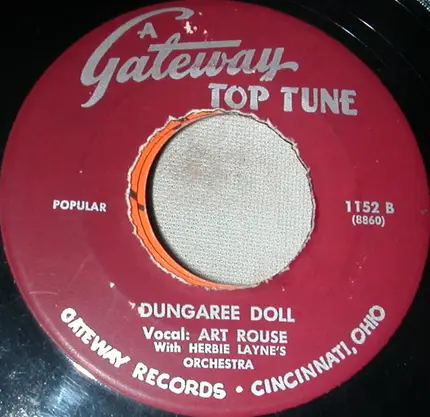 A
Gateway
TOP TUNE
POPULAR
1152 B
(8860)
DUNGAREE DOLL
Vocal: ART ROUSE
With HERBIE LAYNE'S
ORCHESTRA
GATEWAY RECORDS • CINCINNATI, OHIO